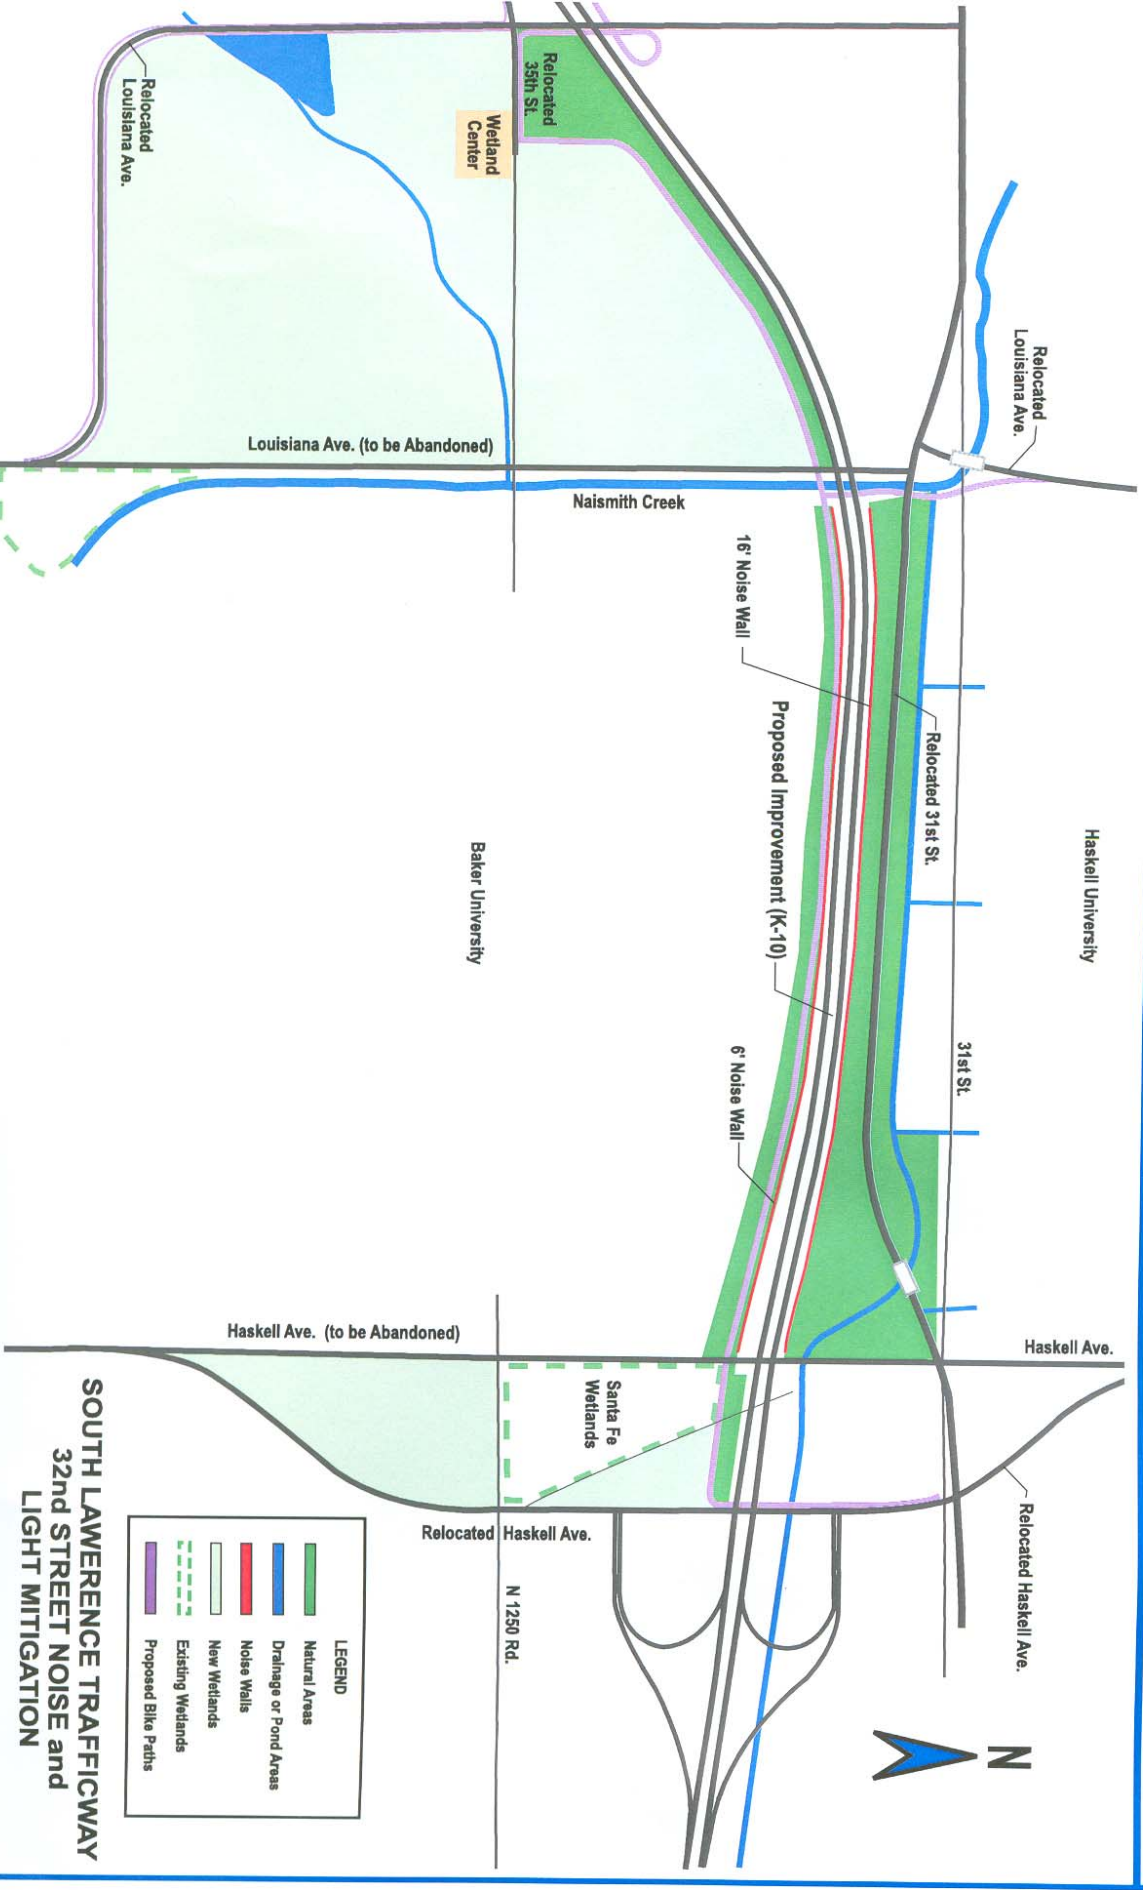 Haskell University
Relocated
Louisiana Ave.
Haskell Ave.
Relocated Haskell Ave.
N
31st St.
Relocated 31st St.
Proposed Improvement (K-10)
16' Noise Wall
6' Noise Wall
Naismith Creek
Relocated
35th St.
Wetland
Center
Santa Fe
Wetlands
Baker University
N 1250 Rd.
Relocated Haskell Ave.
Louisiana Ave. (to be Abandoned)
Haskell Ave. (to be Abandoned)
Relocated
Louisiana Ave.
LEGEND
Natural Areas
Drainage or Pond Areas
Noise Walls
New Wetlands
Existing Wetlands
Proposed Bike Paths
SOUTH LAWERENCE TRAFFICWAY
32nd STREET NOISE and
LIGHT MITIGATION